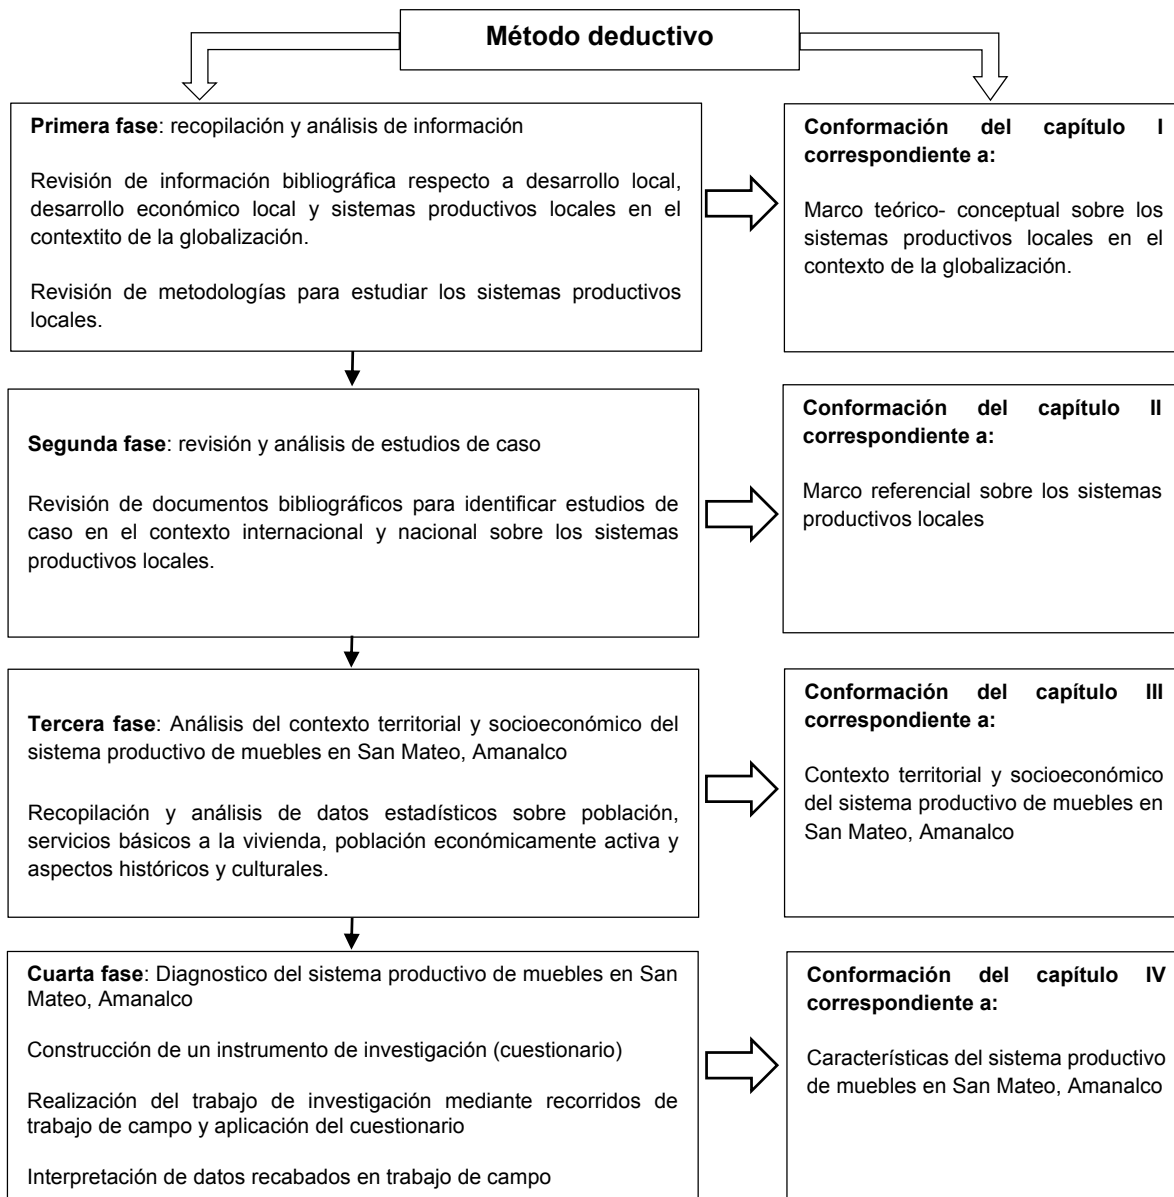 Método deductivo
Primera fase: recopilación y análisis de información
Revisión de información bibliográfica respecto a desarrollo local,
desarrollo económico local y sistemas productivos locales en el
contextito de la globalización.
Revisión de metodologías para estudiar los sistemas productivos
locales.
Conformación del capítulo I
correspondiente a:
Marco teórico- conceptual sobre los
sistemas productivos locales en el
contexto de la globalización.
Segunda fase: revisión y análisis de estudios de caso
Revisión de documentos bibliográficos para identificar estudios de
caso en el contexto internacional y nacional sobre los sistemas
productivos locales.
Conformación del capítulo II
correspondiente a:
Marco referencial sobre los sistemas
productivos locales
Tercera fase: Análisis del contexto territorial y socioeconómico del
sistema productivo de muebles en San Mateo, Amanalco
Recopilación y análisis de datos estadísticos sobre población,
servicios básicos a la vivienda, población económicamente activa y
aspectos históricos y culturales.
Conformación del capítulo III
correspondiente a:
Contexto territorial y socioeconómico
del sistema productivo de muebles en
San Mateo, Amanalco
Cuarta fase: Diagnostico del sistema productivo de muebles en San
Mateo, Amanalco
Construcción de un instrumento de investigación (cuestionario)
Realización del trabajo de investigación mediante recorridos de
trabajo de campo y aplicación del cuestionario
Interpretación de datos recabados en trabajo de campo
Conformación del capítulo IV
correspondiente a:
Características del sistema productivo
de muebles en San Mateo, Amanalco